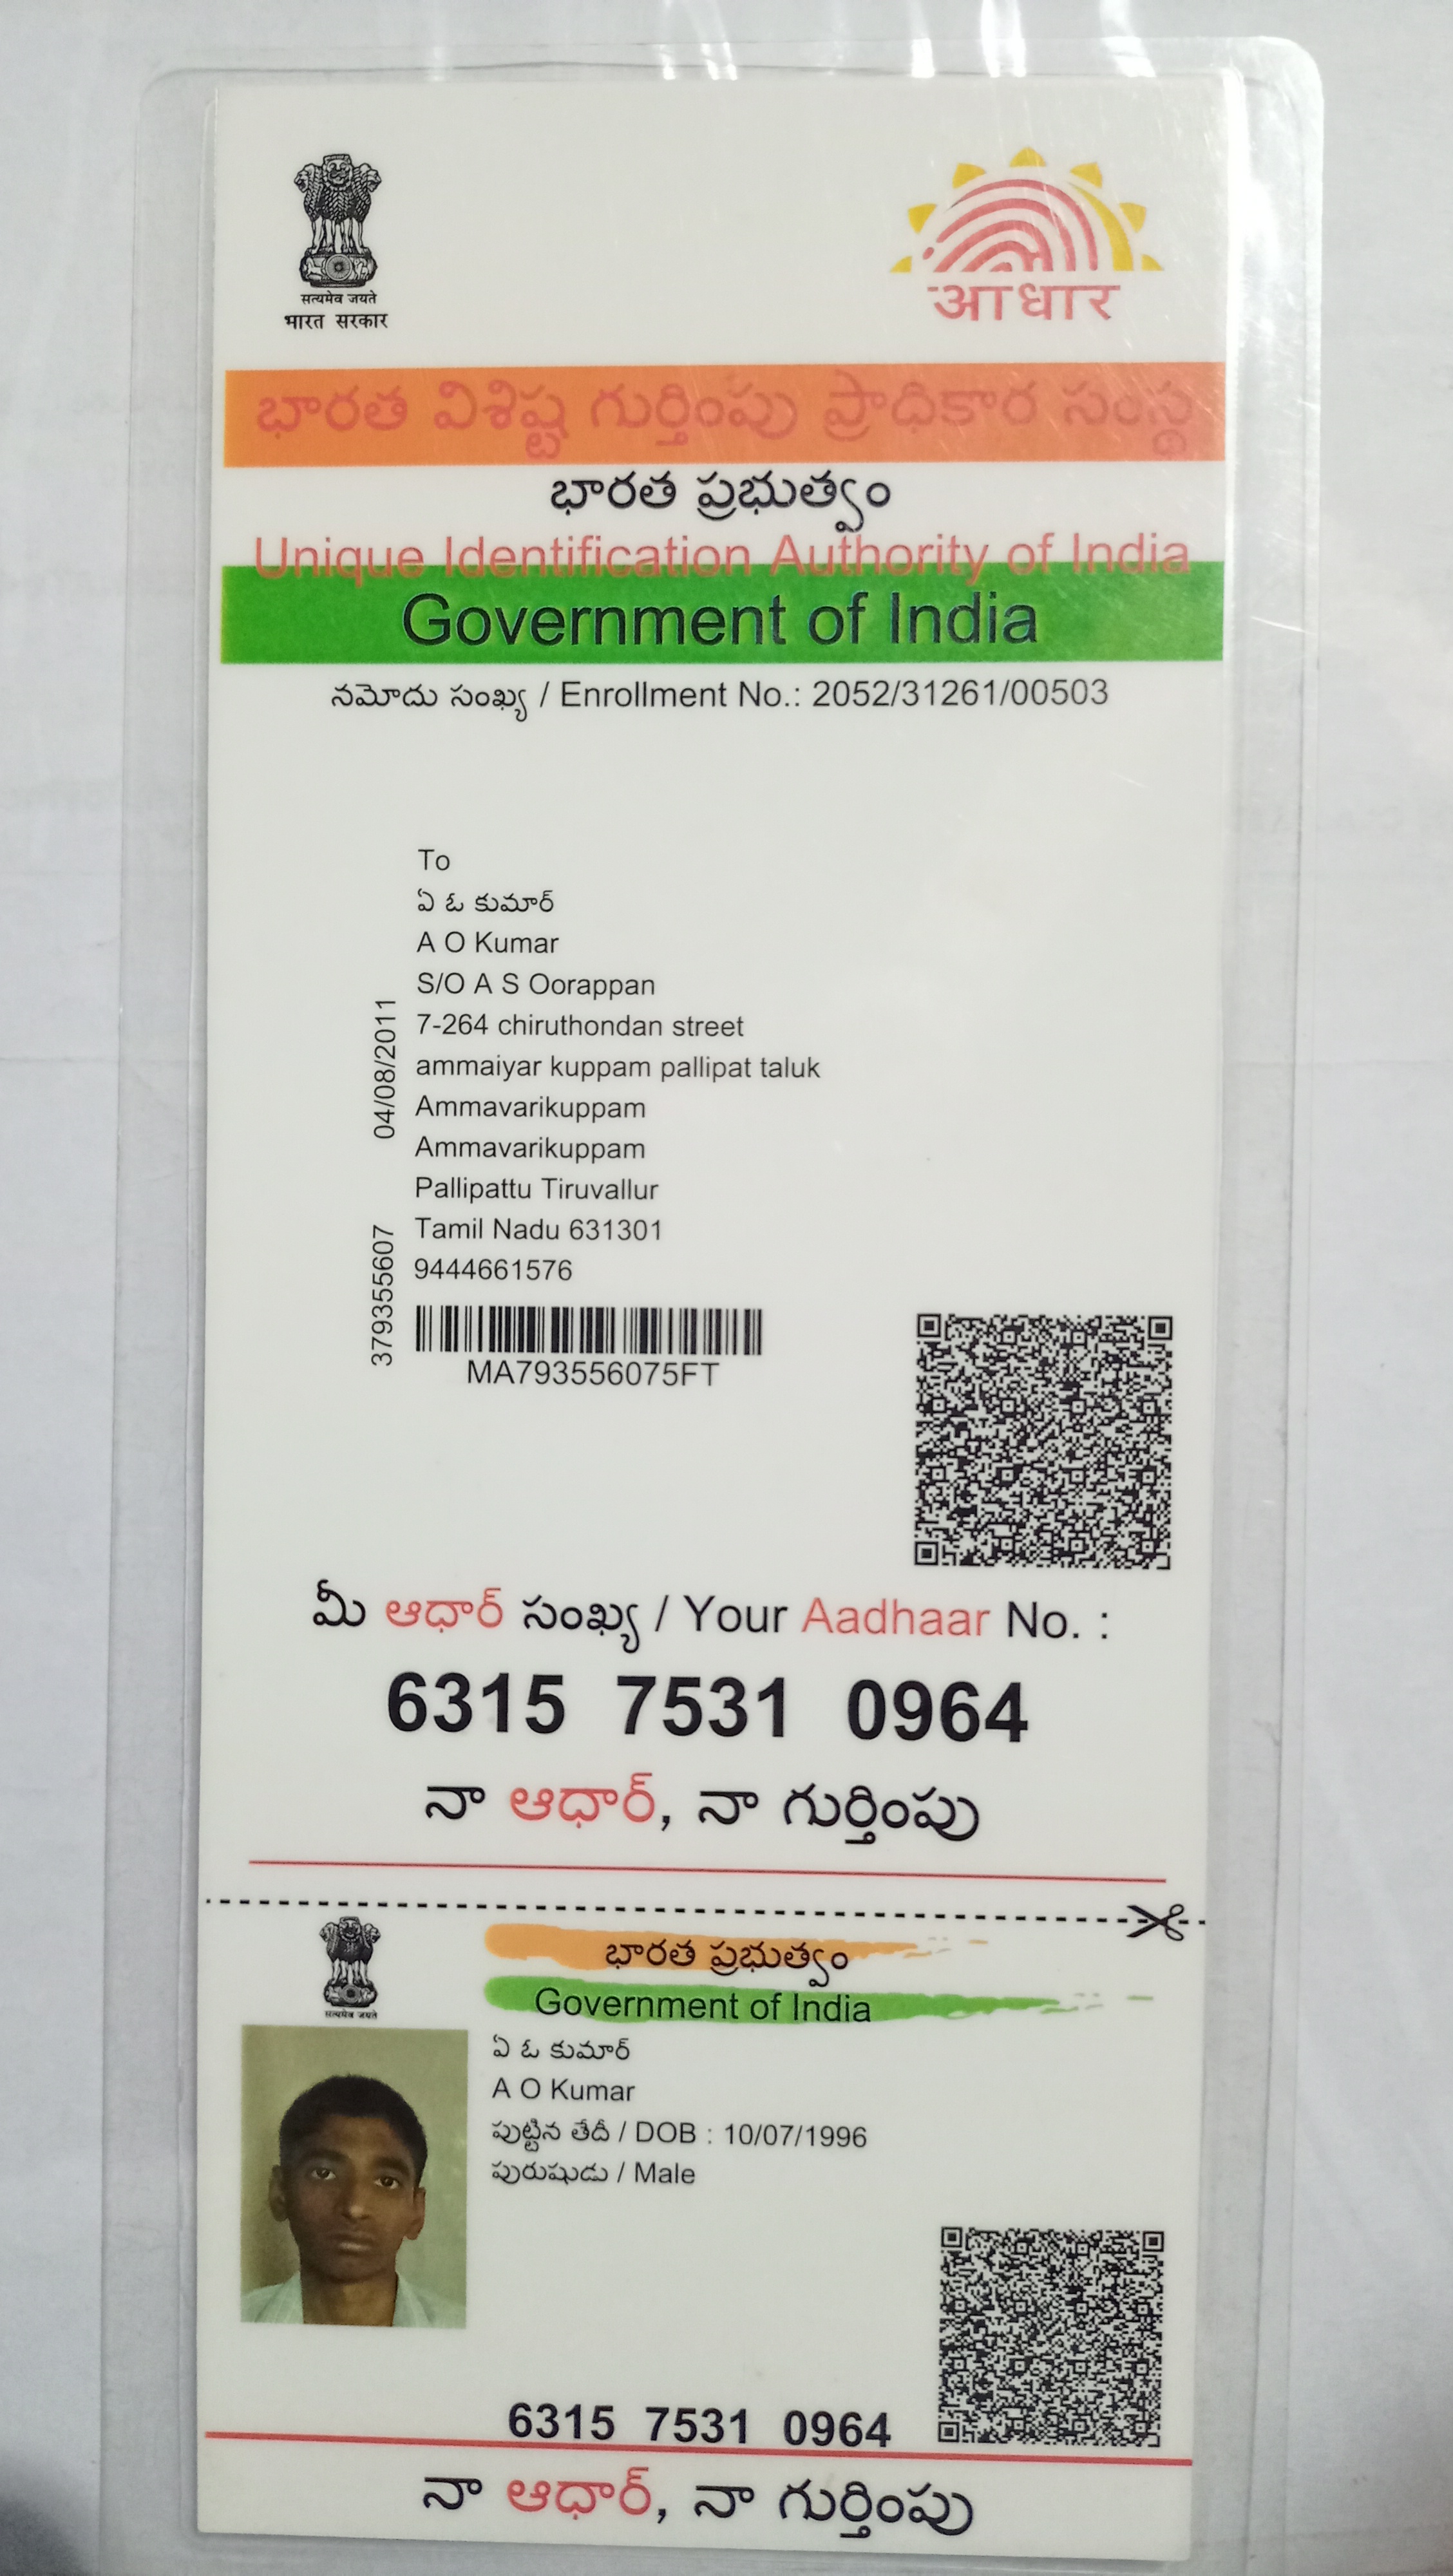 सत्यमेव जयते
भारत सरकार
आधार
భారత విశిష్ట గుర్తింపు ప్రాధికార సంస్థ
భారత ప్రభుత్వం
Unique Identification Authority of India
Government of India
నమోదు సంఖ్య / Enrollment No.: 2052/31261/00503
To
ఏ ఓ కుమార్
A O Kumar
S/O A S Oorappan
7-264 chiruthondan street
ammaiyar kuppam pallipat taluk
Ammavarikuppam
Ammavarikuppam
Pallipattu Tiruvallur
Tamil Nadu 631301
9444661576
04/08/2011
379355607
MA793556075FT
మీ ఆధార్ సంఖ్య / Your Aadhaar No. :
6315 7531 0964
నా ఆధార్, నా గుర్తింపు
सत्यमेव जयते
భారత ప్రభుత్వం
Government of India
ఏ ఓ కుమార్
A O Kumar
పుట్టిన తేదీ / DOB : 10/07/1996
పురుషుడు / Male
6315 7531 0964
నా ఆధార్, నా గుర్తింపు